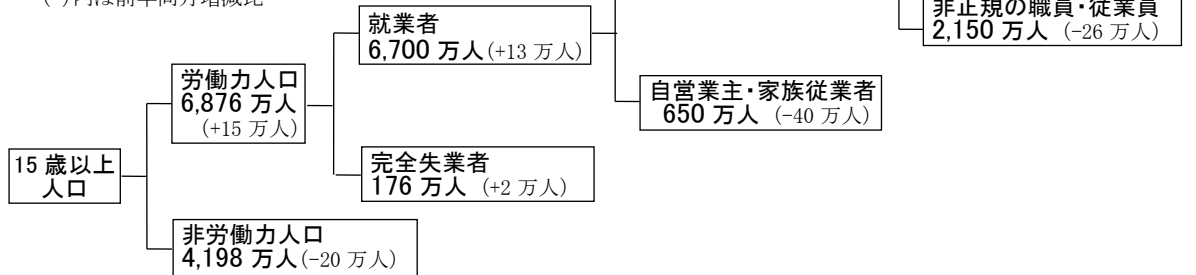 ( )内は前年同月増減比
就業者
6,700 万人(+13 万人)
非正規の職員・従業員
2,150 万人 (-26 万人)
労働力人口
6,876 万人
(+15 万人)
自営業主・家族従業者
650 万人 (-40 万人)
15 歳以上
人口
完全失業者
176 万人 (+2 万人)
非労働力人口
4,198 万人(-20 万人)